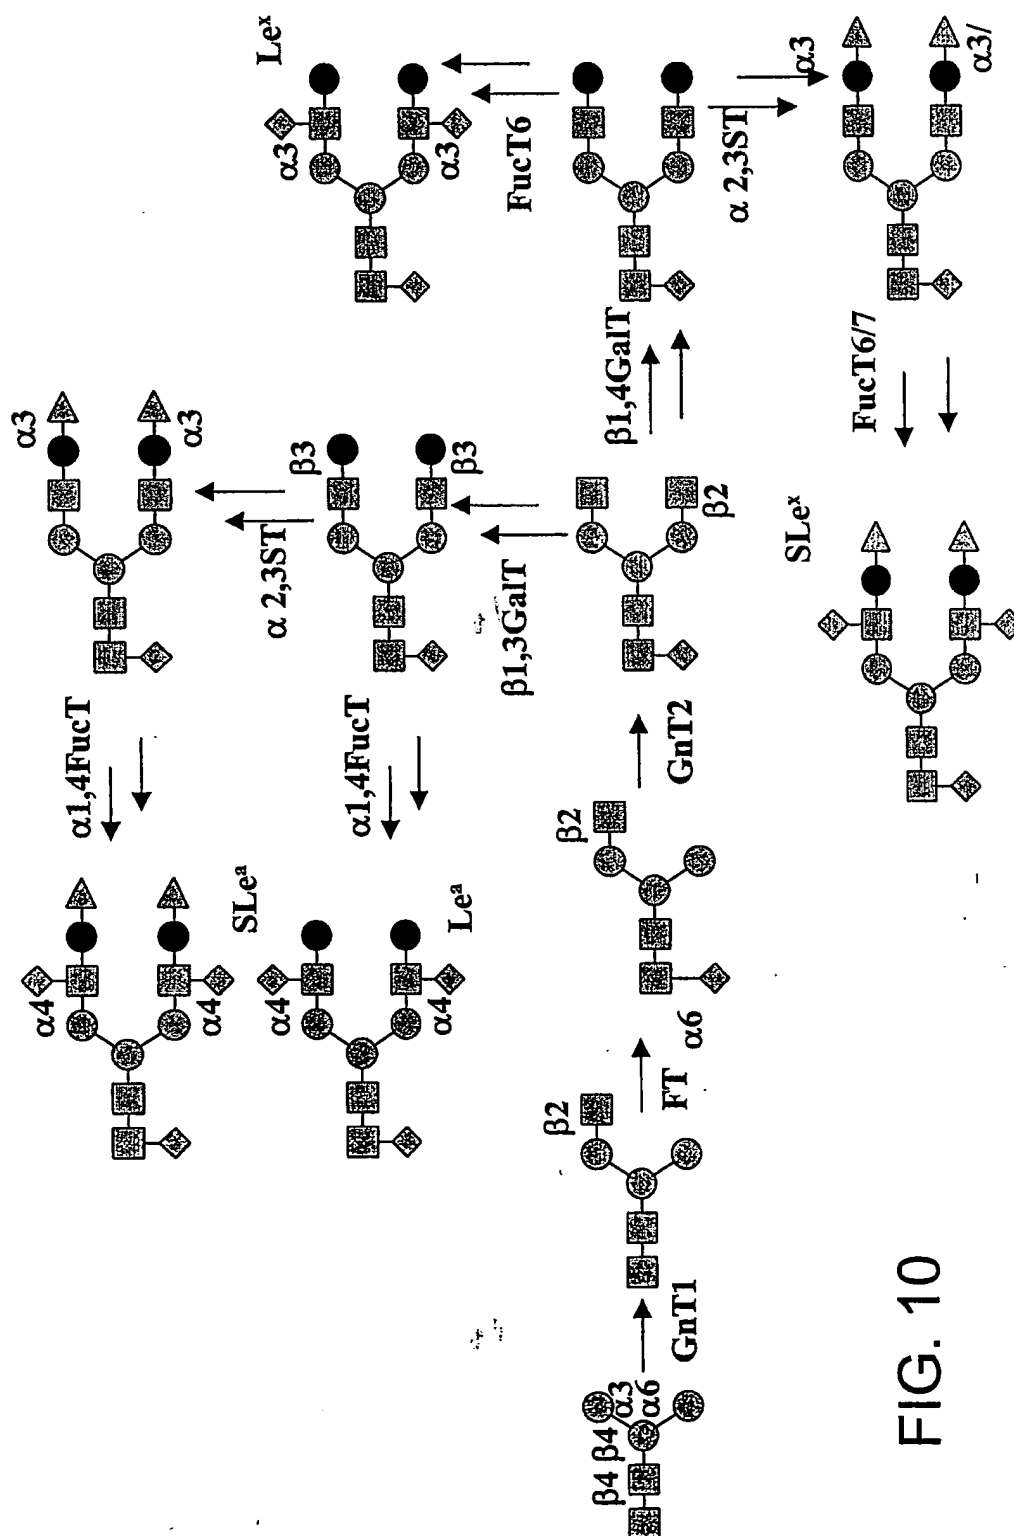 α3
α4
α1,4FucT
α3
α4
SLeᵃ
Leˣ
α4
α 2,3ST
α3
β3
α1,4FucT
α4
Leᵃ
β3
α3
β1,3GalT
FucT6
β2
β2
β4 β4
α3
α6
β1,4GalT
GnT1
FT
GnT2
α6
β2
α 2,3ST
SLeˣ
α3
FucT6/7
α3/
FIG. 10